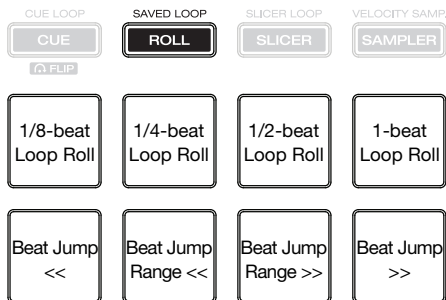 CUE LOOP SAVED LOOP SLICER LOOP VELOCITY SAMP
CUE ROLL SLICER SAMPLER
FLIP
1/8-beat 1/4-beat 1/2-beat 1-beat
Loop Roll Loop Roll Loop Roll Loop Roll
Beat Jump Beat Jump Beat Jump Beat Jump
<< Range << Range >> >>